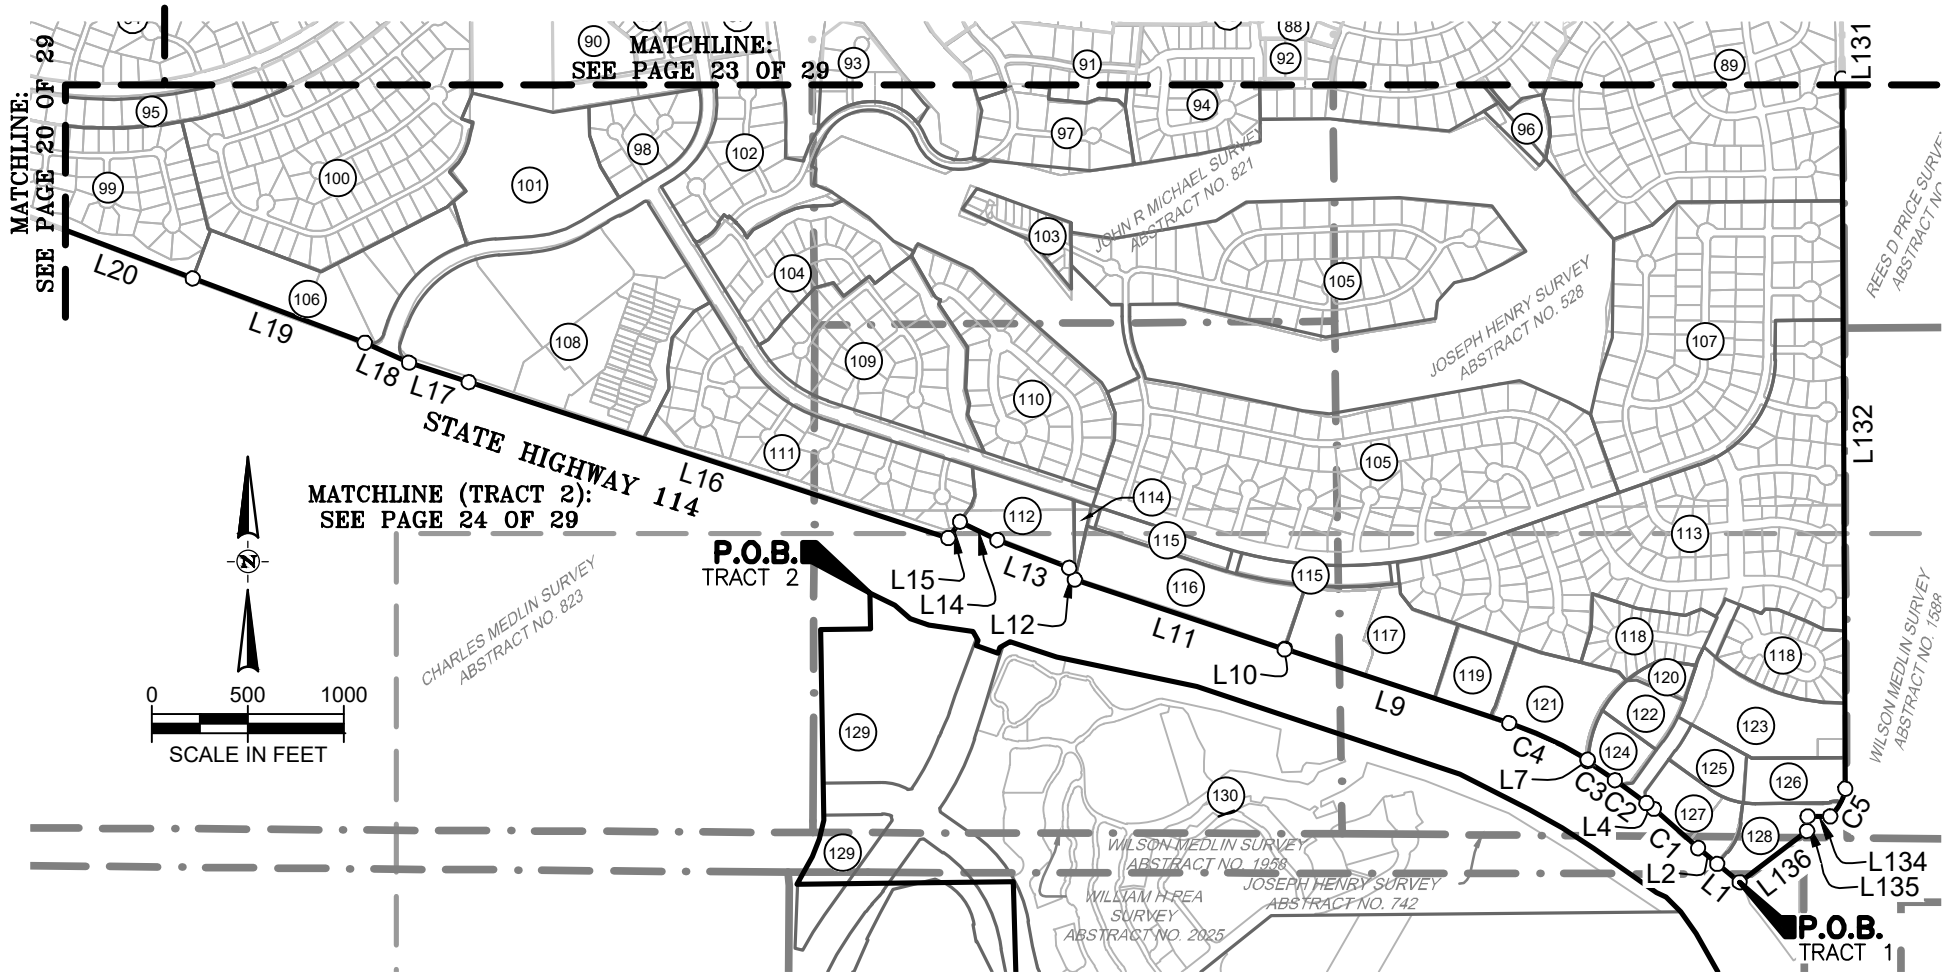 90
MATCHLINE:
SEE PAGE 23 OF 29
93
91
88
92
89
L131
MATCHLINE:
SEE PAGE 20 OF 29
95
98
102
97
94
96
99
100
101
103
JOHN R MICHAEL SURVEY
ABSTRACT NO. 821
REES D PRICE SURVEY
ABSTRACT NO
L20
106
104
105
JOSEPH HENRY SURVEY
ABSTRACT NO. 528
L19
108
109
107
L18
L17
110
STATE HIGHWAY 114
L16
111
105
L132
MATCHLINE (TRACT 2):
SEE PAGE 24 OF 29
114
112
113
115
N
P.O.B.
TRACT 2
L15
L14
L13
L12
115
116
CHARLES MEDLIN SURVEY
ABSTRACT NO. 823
L11
117
118
118
WILSON MEDLIN SURVEY
ABSTRACT NO. 1588
L10
119
120
0 500 1000
SCALE IN FEET
L9
121
122
123
129
C4
124
L7
125
126
C3
C2
130
L4
127
C5
C1
128
129
WILSON MEDLIN SURVEY
ABSTRACT NO. 1958
JOSEPH HENRY SURVEY
ABSTRACT NO. 742
WILLIAM H PEA
SURVEY
ABSTRACT NO. 2025
L2
L1
L136
L134
L135
P.O.B.
TRACT 1